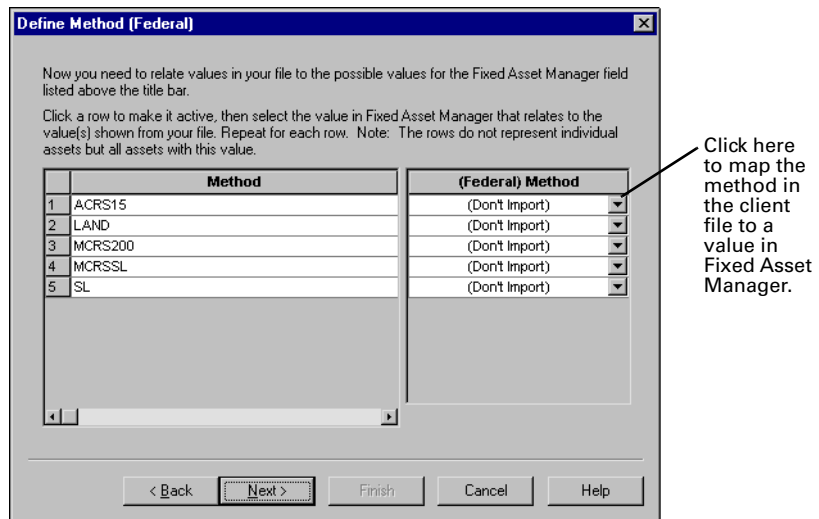 Define Method (Federal)
Now you need to relate values in your file to the possible values for the Fixed Asset Manager field
listed above the title bar.
Click a row to make it active, then select the value in Fixed Asset Manager that relates to the
value(s) shown from your file. Repeat for each row. Note: The rows do not represent individual
assets but all assets with this value.
Method (Federal) Method
1 ACRS15 (Don't Import)
2 LAND (Don't Import)
3 MCRS200 (Don't Import)
4 MCRSSL (Don't Import)
5 SL (Don't Import)
Click here
to map the
method in
the client
file to a
value in
Fixed Asset
Manager.
< Back Next > Finish Cancel Help